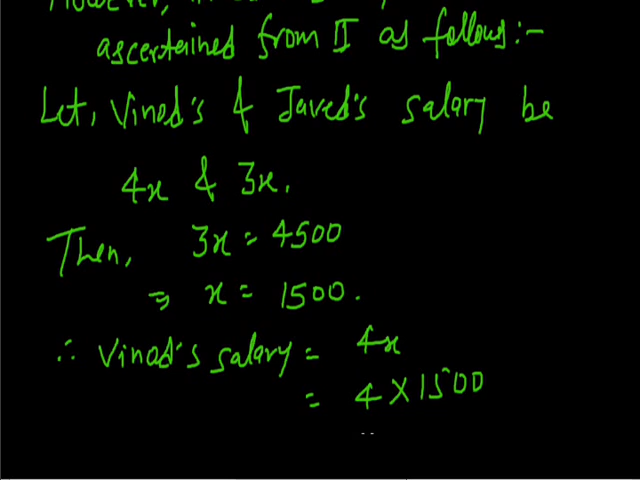 However,
ascertained from II as follows:-
Let, Vinod's & Javed's salary be
4x & 3x.
Then, 3x = 4500
⇒ x = 1500.
∴ Vinod's salary = 4x
= 4 X 1500